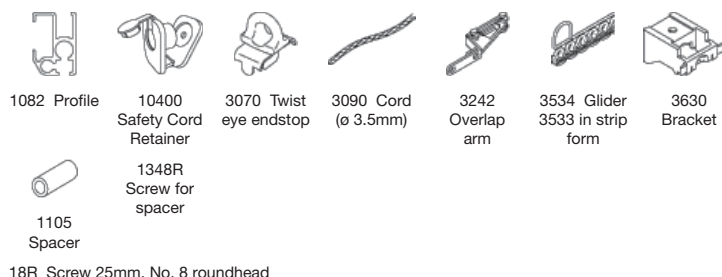 1082 Profile
10400
Safety Cord
Retainer
3070 Twist
eye endstop
3090 Cord
(ø 3.5mm)
3242
Overlap
arm
3534 Glider
3533 in strip
form
3630
Bracket
1105
Spacer
1348R
Screw for
spacer
18R Screw 25mm, No. 8 roundhead